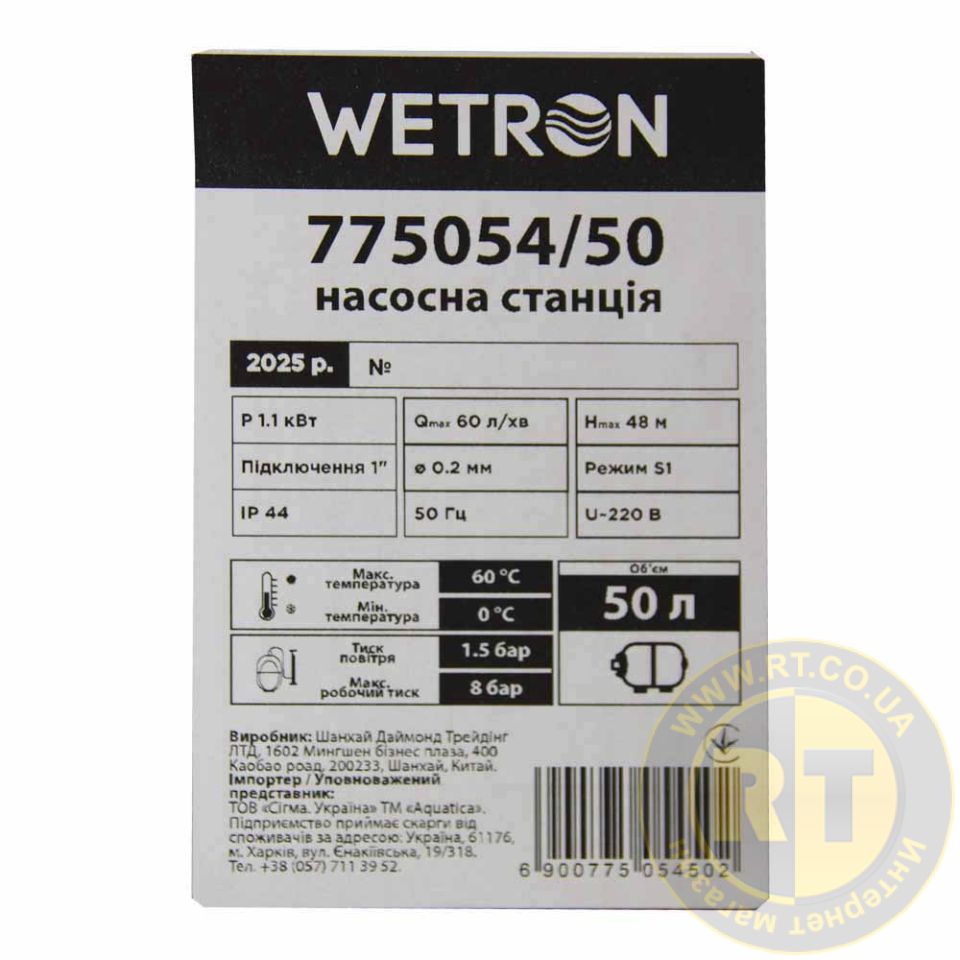 WETRON
775054/50
насосна станція
2025 р. №
P 1.1 кВт Qmax 60 л/хв Hmax 48 м
Підключення 1" ø 0.2 мм Режим S1
IP 44 50 Гц U~220 В
Макс. температура 60 °C
Мін. температура 0 °C
Тиск повітря 1.5 бар
Макс. робочий тиск 8 бар
Об'єм
50 л
Виробник: Шанхай Даймонд Трейдінг
ЛТД, 1602 Мингшен бізнес плаза, 400
Каобао роад, 200233, Шанхай, Китай.
Імпортер / Уповноважений
представник:
ТОВ «Сігма. Україна» ТМ «Aquatica».
Підприємство приймає скарги від
споживачів за адресою: Україна, 61176,
м. Харків, вул. Єнакіївська, 19/318.
Тел. +38 (057) 711 39 52.
6 900775 054502
WWW.RT.CO.UA
RT
Интернет магазин